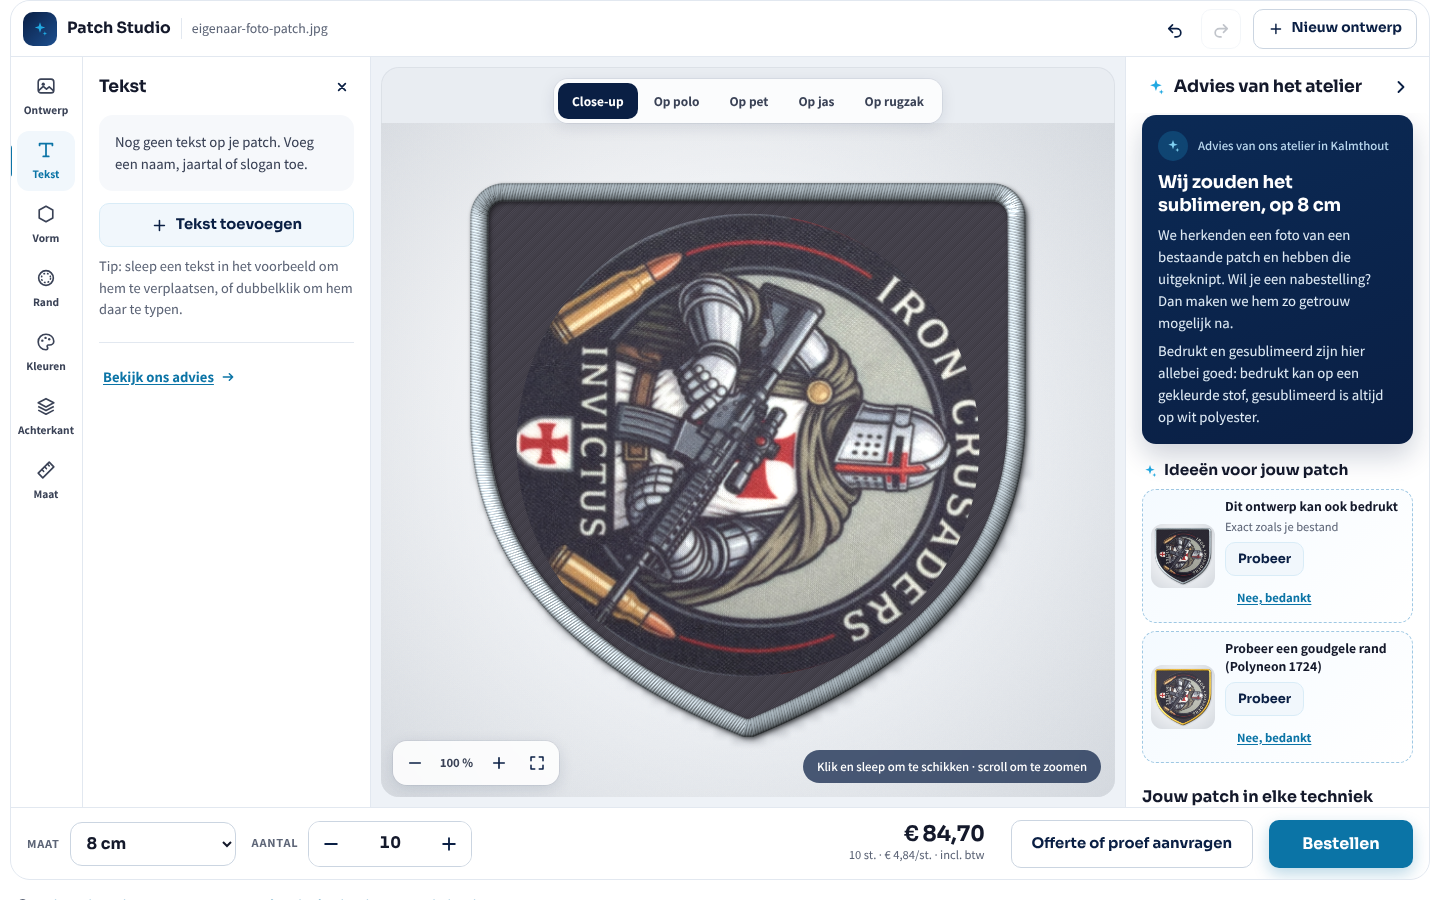 Patch Studio
eigenaar-foto-patch.jpg
Nieuw ontwerp
Ontwerp
Tekst
Vorm
Rand
Kleuren
Achterkant
Maat
Tekst
Nog geen tekst op je patch. Voeg
een naam, jaartal of slogan toe.
Tekst toevoegen
Tip: sleep een tekst in het voorbeeld om
hem te verplaatsen, of dubbelklik om hem
daar te typen.
Bekijk ons advies
Close-up
Op polo
Op pet
Op jas
Op rugzak
IRON CRUSADERS
INVICTUS
100 %
Klik en sleep om te schikken · scroll om te zoomen
Advies van het atelier
Advies van ons atelier in Kalmthout
Wij zouden het
sublimeren, op 8 cm
We herkenden een foto van een
bestaande patch en hebben die
uitgeknipt. Wil je een nabestelling?
Dan maken we hem zo getrouw
mogelijk na.
Bedrukt en gesublimeerd zijn hier
allebei goed: bedrukt kan op een
gekleurde stof, gesublimeerd is altijd
op wit polyester.
Ideeën voor jouw patch
Dit ontwerp kan ook bedrukt
Exact zoals je bestand
Probeer
Nee, bedankt
Probeer een goudgele rand
(Polyneon 1724)
Probeer
Nee, bedankt
Jouw patch in elke techniek
MAAT
8 cm
AANTAL
10
€ 84,70
10 st. · € 4,84/st. · incl. btw
Offerte of proef aanvragen
Bestellen